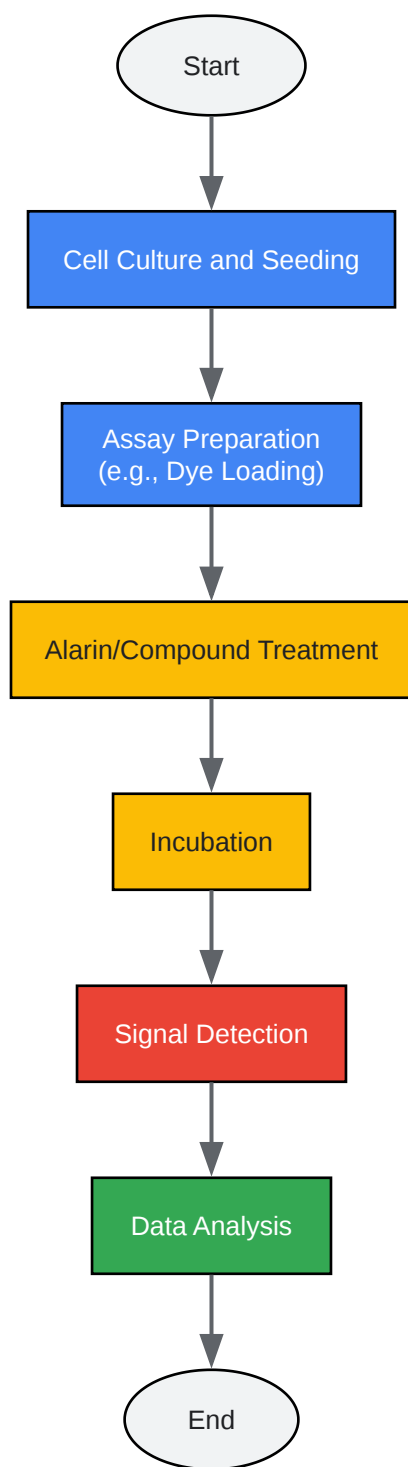 Start
Cell Culture and Seeding
Assay Preparation
(e.g., Dye Loading)
Alarin/Compound Treatment
Incubation
Signal Detection
Data Analysis
End